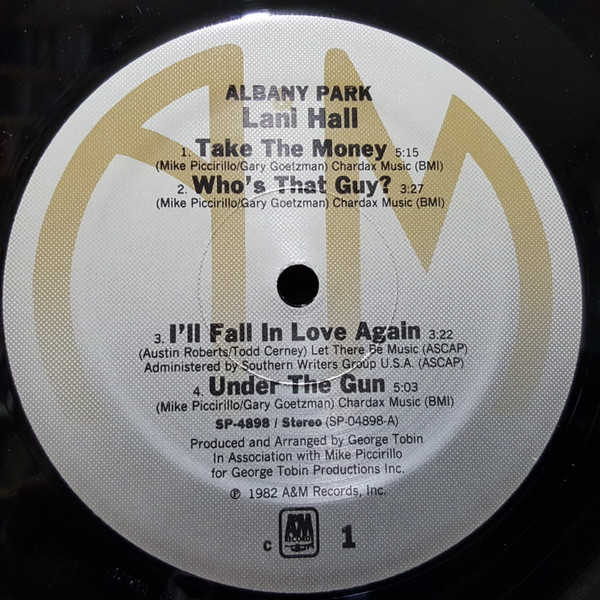 ALBANY PARK
Lani Hall
1. Take The Money 5:15
(Mike Piccirillo/Gary Goetzman) Chardax Music (BMI)
2. Who's That Guy? 3:27
(Mike Piccirillo/Gary Goetzman) Chardax Music (BMI)
3. I'll Fall In Love Again 3:22
(Austin Roberts/Todd Cerney) Let There Be Music (ASCAP)
Administered by Southern Writers Group U.S.A. (ASCAP)
4. Under The Gun 5:03
(Mike Piccirillo/Gary Goetzman) Chardax Music (BMI)
SP-4898 / Stereo (SP-04898-A)
Produced and Arranged by George Tobin
In Association with Mike Piccirillo
for George Tobin Productions Inc.
℗ 1982 A&M Records, Inc.
A&M
RECORDS
c 1